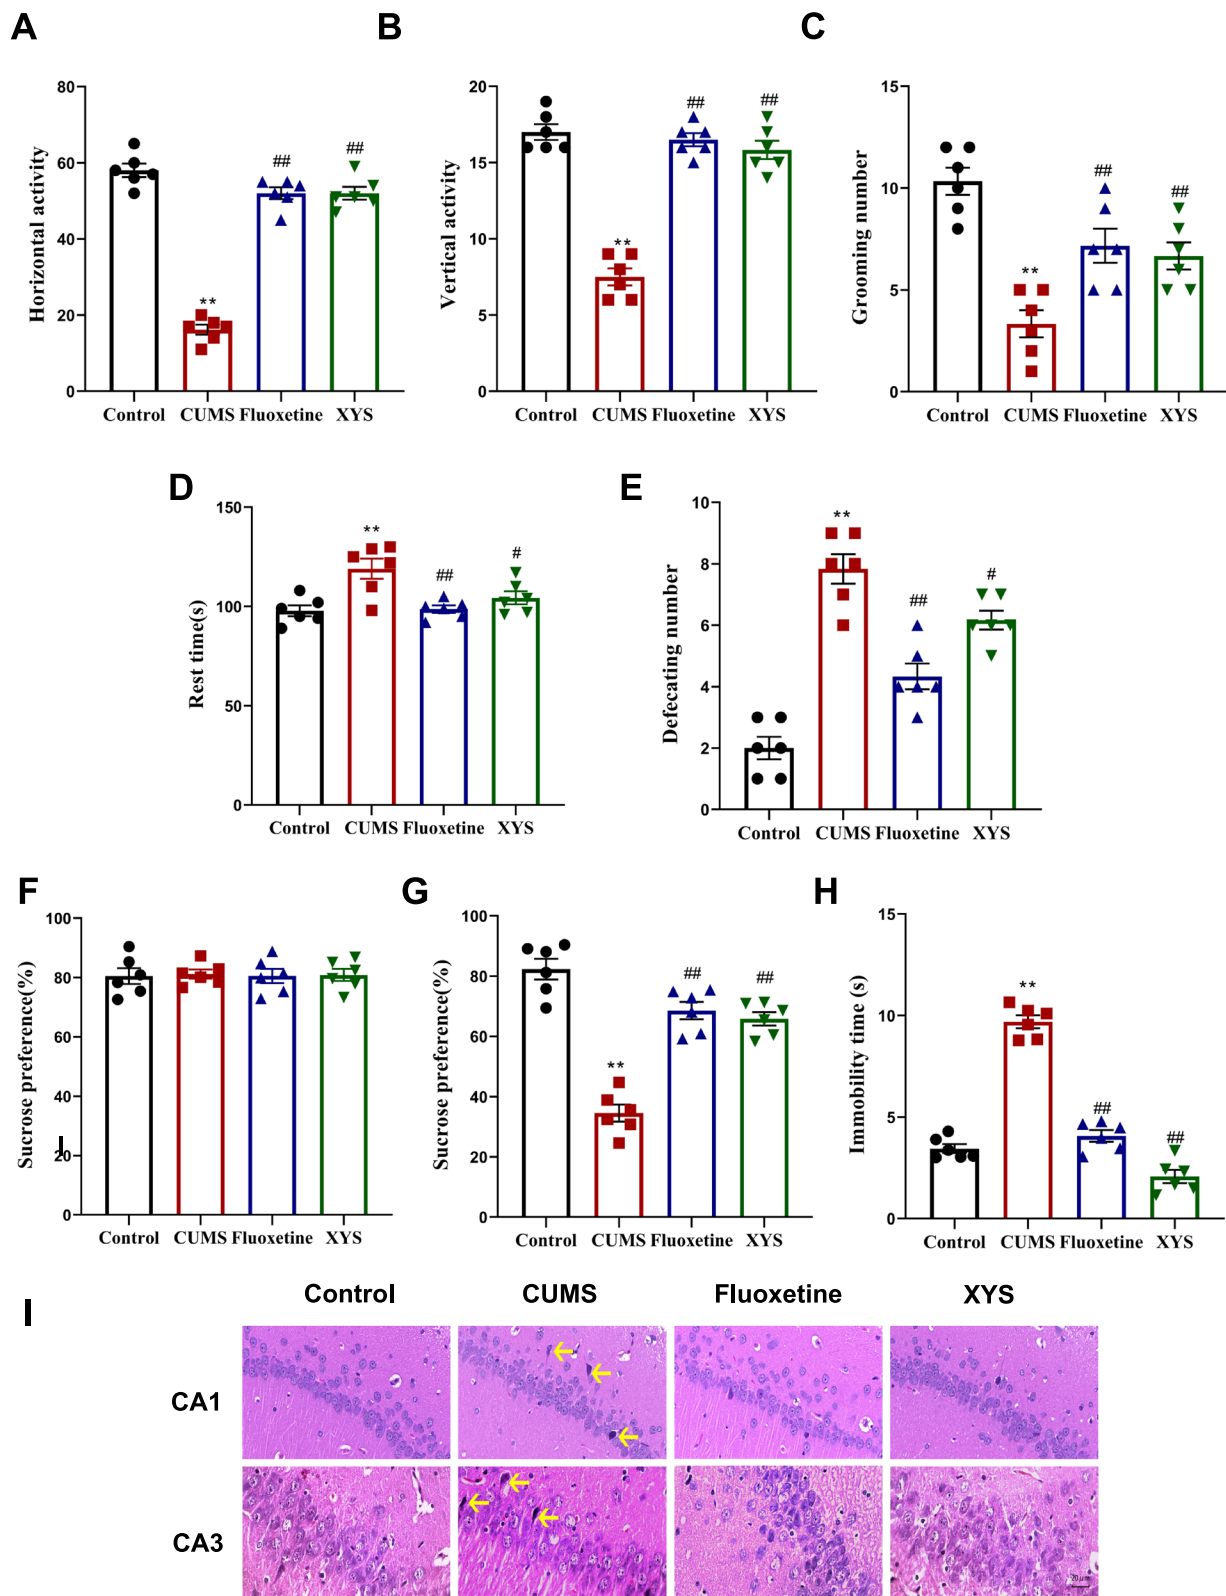 A
B
C
Horizontal activity
80
60
40
20
0
**
##
##
Control CUMS Fluoxetine XYS
Vertical activity
20
15
10
5
0
**
##
##
Control CUMS Fluoxetine XYS
Grooming number
15
10
5
0
**
##
##
Control CUMS Fluoxetine XYS
D
E
Rest time(s)
150
100
50
0
**
##
#
Control CUMS Fluoxetine XYS
Defecating number
10
8
6
4
2
0
**
##
#
Control CUMS Fluoxetine XYS
F
G
H
Sucrose preference(%)
100
80
60
40
20
0
Control CUMS Fluoxetine XYS
Sucrose preference(%)
100
80
60
40
20
0
**
##
##
Control CUMS Fluoxetine XYS
Immobility time (s)
15
10
5
0
**
##
##
Control CUMS Fluoxetine XYS
I
I
Control CUMS Fluoxetine XYS
CA1
CA3
20 μm